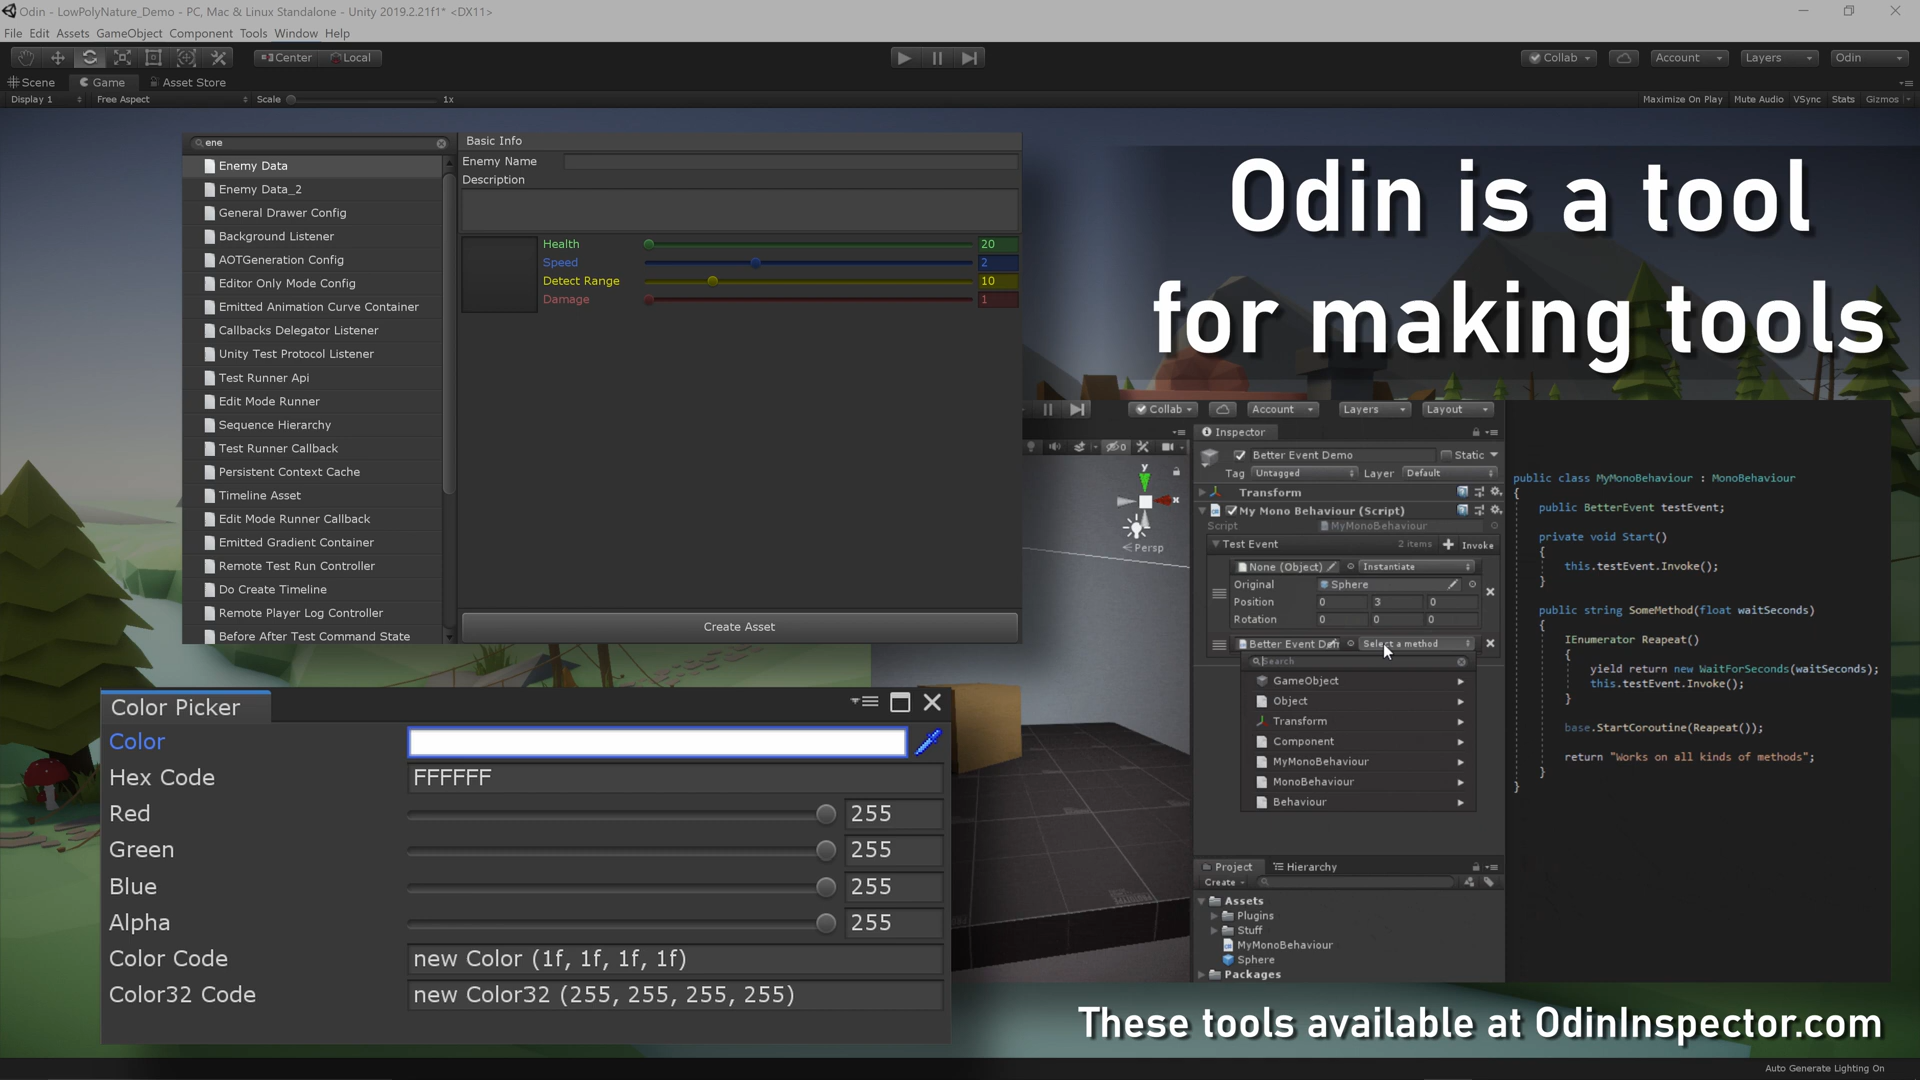 Odin - LowPolyNature_Demo - PC, Mac & Linux Standalone - Unity 2019.2.21f1* <DX11>
File Edit Assets GameObject Component Tools Window Help
Center Local
Collab Account Layers Odin
Scene Game Asset Store
Display 1 Free Aspect Scale 1x
Maximize On Play Mute Audio VSync Stats Gizmos
ene
Enemy Data
Enemy Data_2
General Drawer Config
Background Listener
AOTGeneration Config
Editor Only Mode Config
Emitted Animation Curve Container
Callbacks Delegator Listener
Unity Test Protocol Listener
Test Runner Api
Edit Mode Runner
Sequence Hierarchy
Test Runner Callback
Persistent Context Cache
Timeline Asset
Edit Mode Runner Callback
Emitted Gradient Container
Remote Test Run Controller
Do Create Timeline
Remote Player Log Controller
Before After Test Command State
Basic Info
Enemy Name
Description
Health 20
Speed 2
Detect Range 10
Damage 1
Create Asset
Odin is a tool
for making tools
Collab Account Layers Layout
Inspector
0
Better Event Demo Static
Tag Untagged Layer Default
Transform
My Mono Behaviour (Script)
Script MyMonoBehaviour
Test Event 2 items Invoke
None (Object) Instantiate
Original Sphere
Position 0 3 0
Rotation 0 0 0
Better Event Select a method
Search
GameObject
Object
Transform
Component
MyMonoBehaviour
MonoBehaviour
Behaviour
y
x
Persp
Project Hierarchy
Create
Assets
Plugins
Stuff
MyMonoBehaviour
Sphere
Packages
public class MyMonoBehaviour : MonoBehaviour
{
public BetterEvent testEvent;
private void Start()
{
this.testEvent.Invoke();
}
public string SomeMethod(float waitSeconds)
{
IEnumerator Reapeat()
{
yield return new WaitForSeconds(waitSeconds);
this.testEvent.Invoke();
}
base.StartCoroutine(Reapeat());
return "Works on all kinds of methods";
}
}
Color Picker
Color
Hex Code FFFFFF
Red 255
Green 255
Blue 255
Alpha 255
Color Code new Color (1f, 1f, 1f, 1f)
Color32 Code new Color32 (255, 255, 255, 255)
These tools available at OdinInspector.com
Auto Generate Lighting On